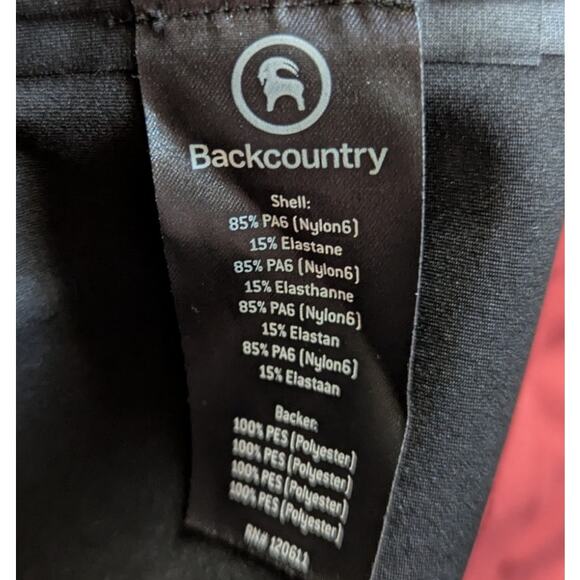 Backcountry
Shell:
85% PA6 (Nylon6)
15% Elastane
85% PA6 (Nylon6)
15% Elasthanne
85% PA6 (Nylon6)
15% Elastan
85% PA6 (Nylon6)
15% Elastaan
Backer:
100% PES (Polyester)
100% PES (Polyester)
100% PES (Polyester)
100% PES (Polyester)
RN# 120611